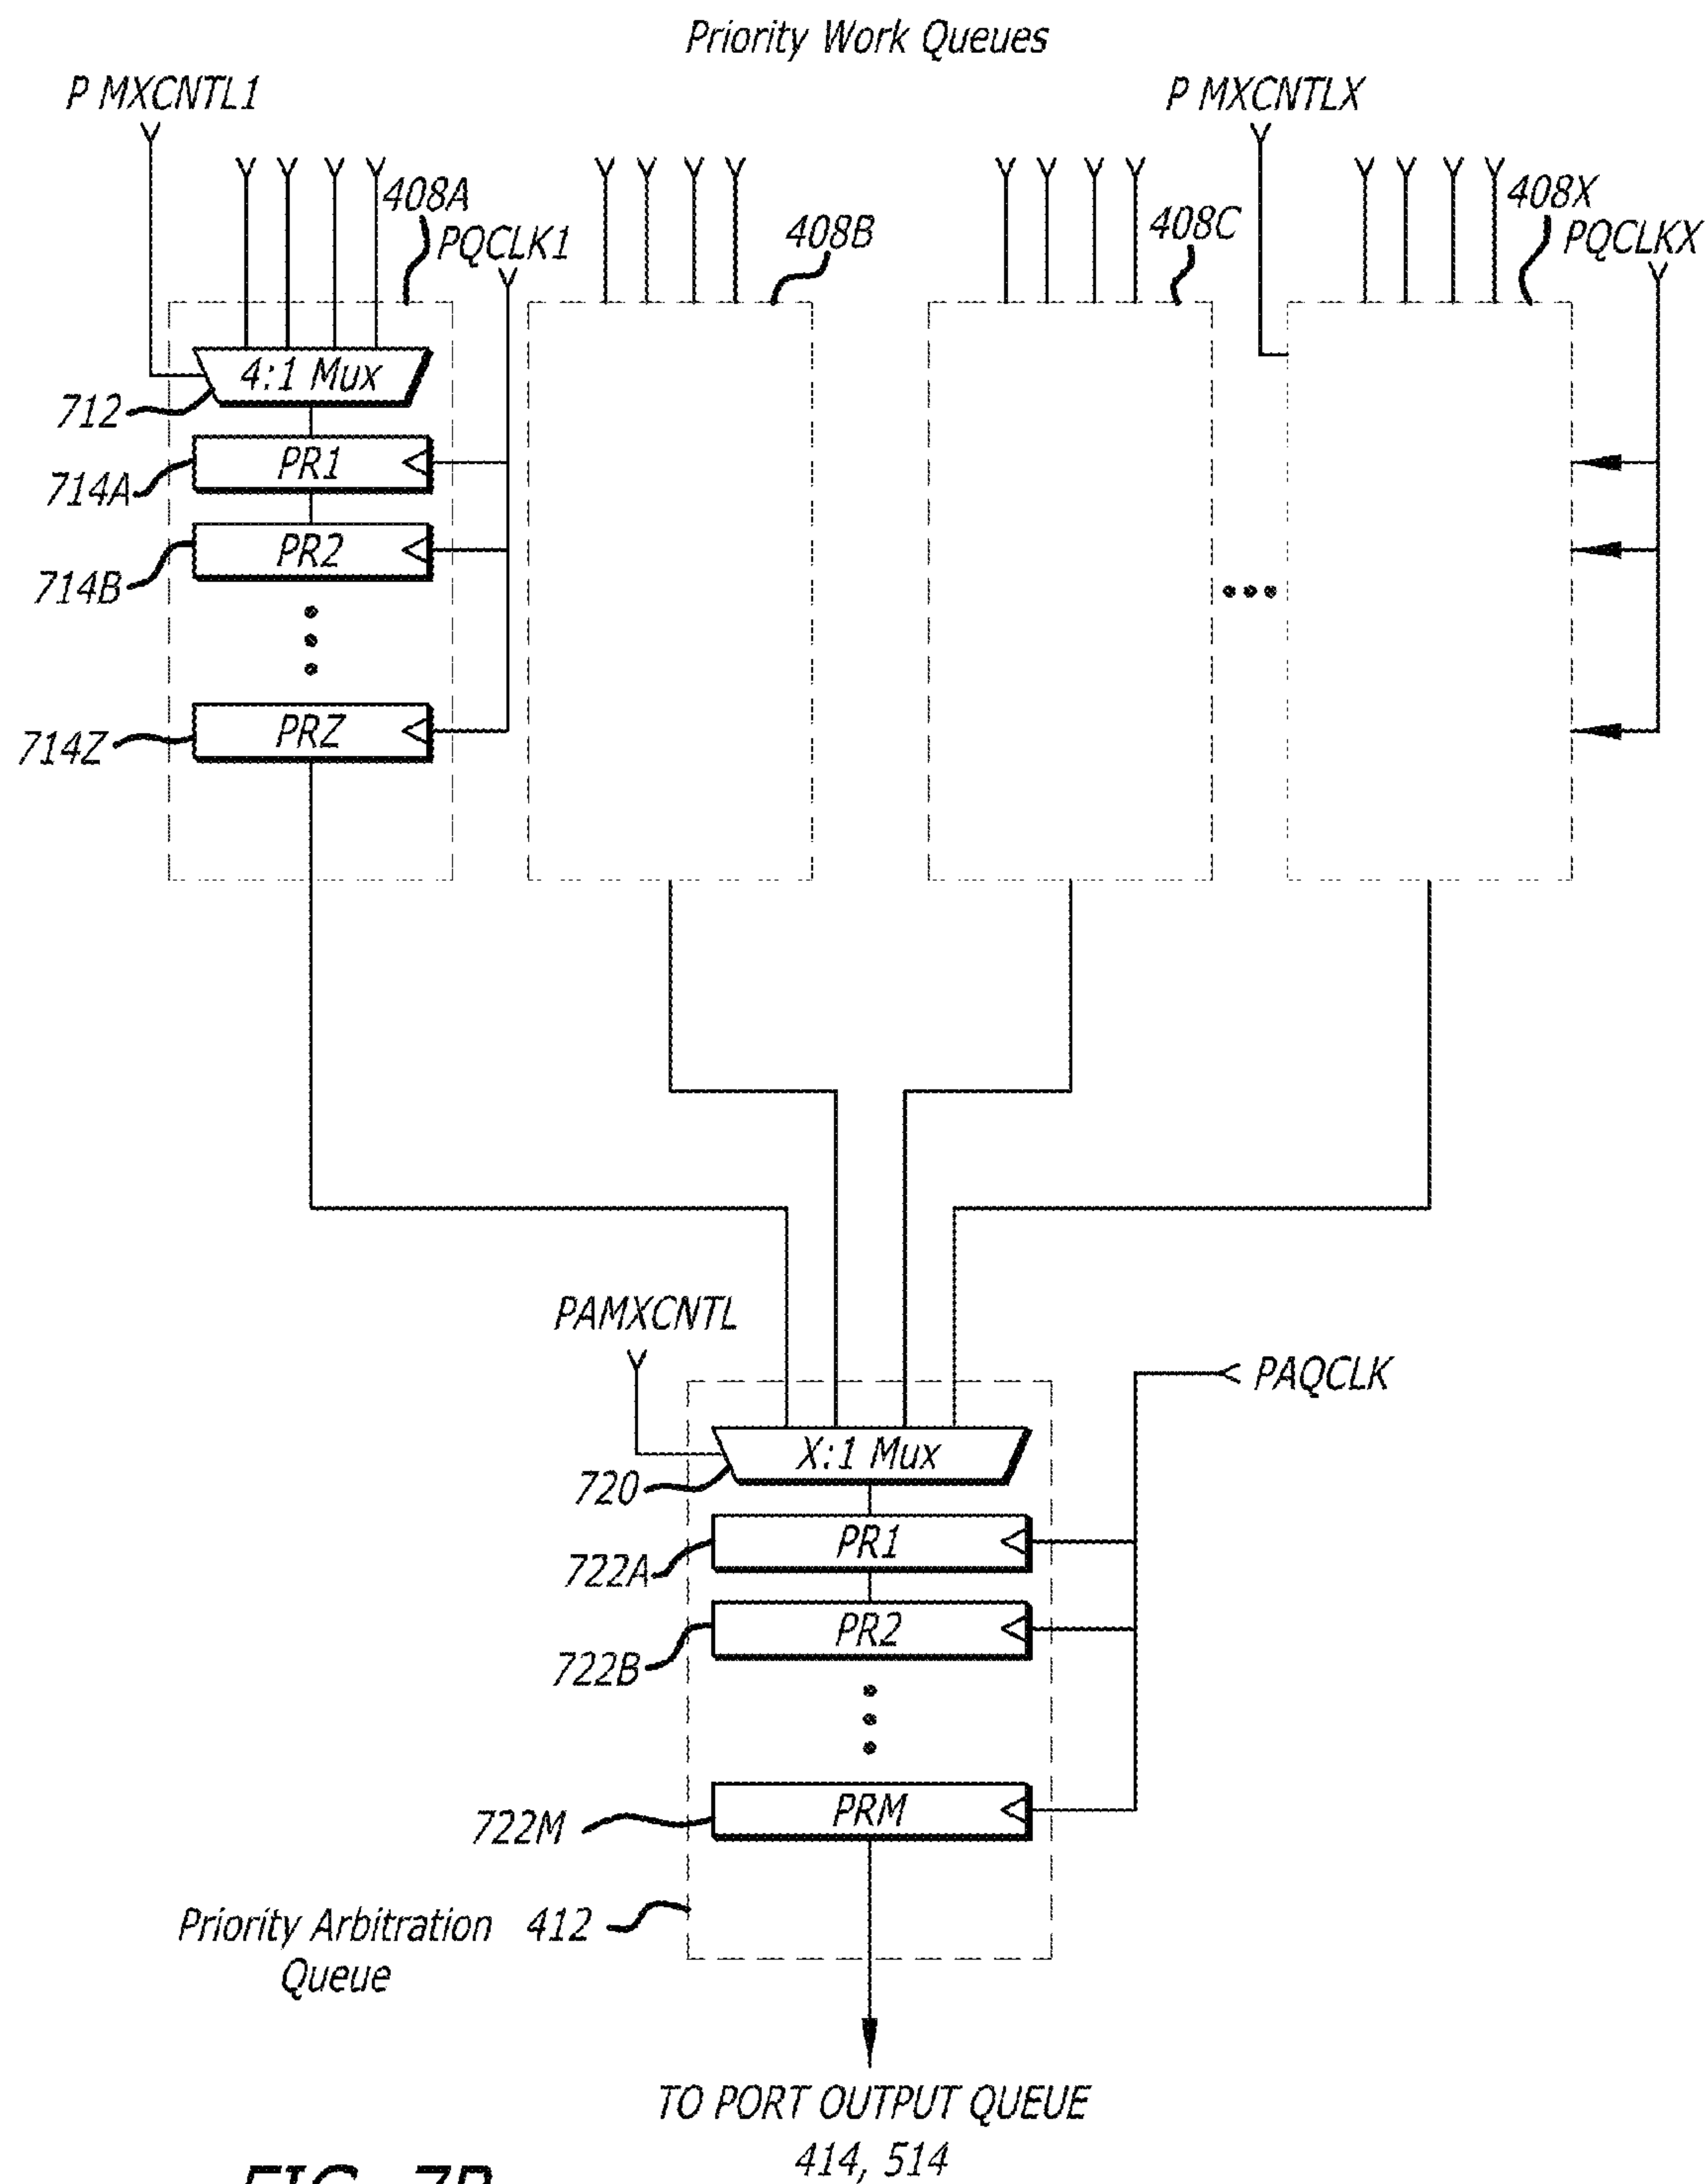 Priority Work Queues
P MXCNTL1
P MXCNTLX
408A
PQCLK1
408B
408C
408X
PQCLKX
4:1 Mux
712
PR1
714A
PR2
714B
PRZ
714Z
PAMXCNTL
PAQCLK
X:1 Mux
720
PR1
722A
PR2
722B
PRM
722M
Priority Arbitration 412
Queue
TO PORT OUTPUT QUEUE
414, 514
FIG. 7B